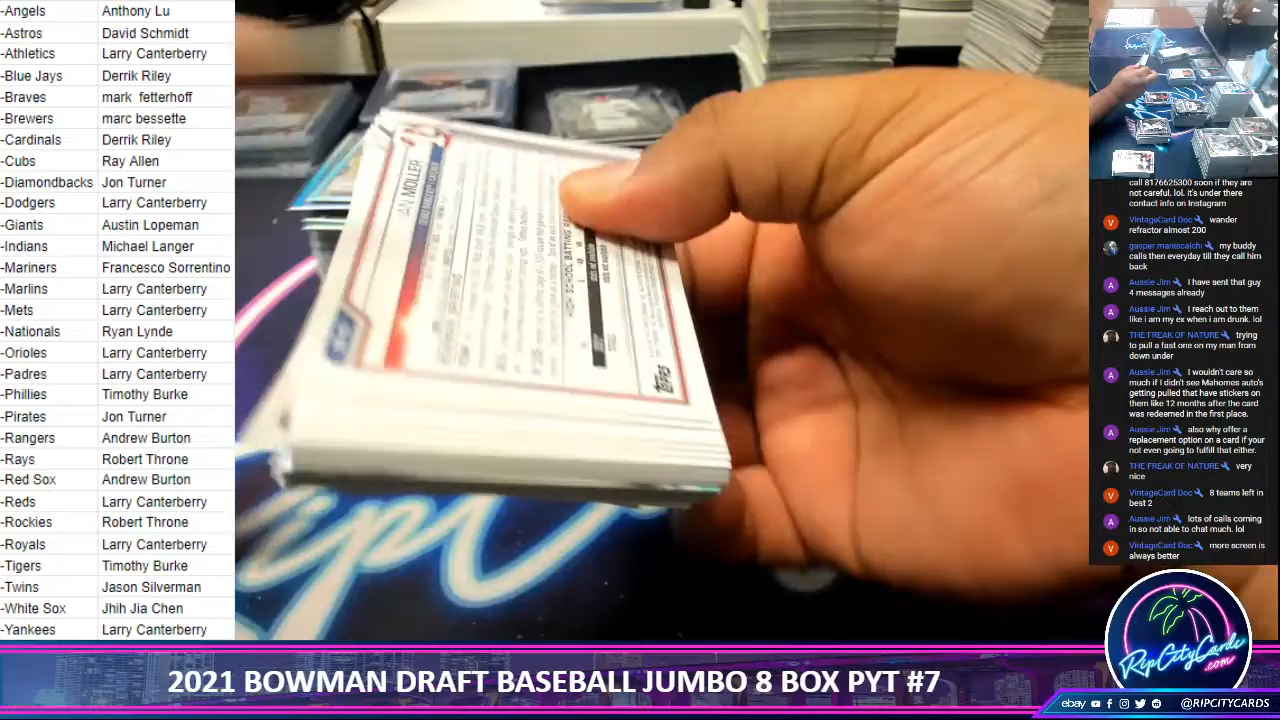 -Angels Anthony Lu
-Astros David Schmidt
-Athletics Larry Canterberry
-Blue Jays Derrik Riley
-Braves mark fetterhoff
-Brewers marc bessette
-Cardinals Derrik Riley
-Cubs Ray Allen
-Diamondbacks Jon Turner
-Dodgers Larry Canterberry
-Giants Austin Lopeman
-Indians Michael Langer
-Mariners Francesco Sorrentino
-Marlins Larry Canterberry
-Mets Larry Canterberry
-Nationals Ryan Lynde
-Orioles Larry Canterberry
-Padres Larry Canterberry
-Phillies Timothy Burke
-Pirates Jon Turner
-Rangers Andrew Burton
-Rays Robert Throne
-Red Sox Andrew Burton
-Reds Larry Canterberry
-Rockies Robert Throne
-Royals Larry Canterberry
-Tigers Timothy Burke
-Twins Jason Silverman
-White Sox Jhih Jia Chen
-Yankees Larry Canterberry
AN MOLLER
HIGH SCHOOL BATTING
TOPPS
call 8176625300 soon if they are
not careful. lol. it's under there
contact info on Instagram
V VintageCard Doc wander
refractor almost 200
gasper maniscalchi my buddy
calls then everyday till they call him
back
A Aussie Jim I have sent that guy
4 messages already
A Aussie Jim I reach out to them
like i am my ex when i am drunk. lol
THE FREAK OF NATURE trying
to pull a fast one on my man from
down under
A Aussie Jim I wouldn't care so
much if I didn't see Mahomes auto's
getting pulled that have stickers on
them like 12 months after the card
was redeemed in the first place.
A Aussie Jim also why offer a
replacement option on a card if your
not even going to fulfill that either.
THE FREAK OF NATURE very
nice
V VintageCard Doc 8 teams left in
best 2
A Aussie Jim lots of calls coming
in so not able to chat much. lol
V VintageCard Doc more screen is
always better
RipCityCards
.com
2021 BOWMAN DRAFT BASEBALL JUMBO 8 BOX PYT #7
ebay @RIPCITYCARDS